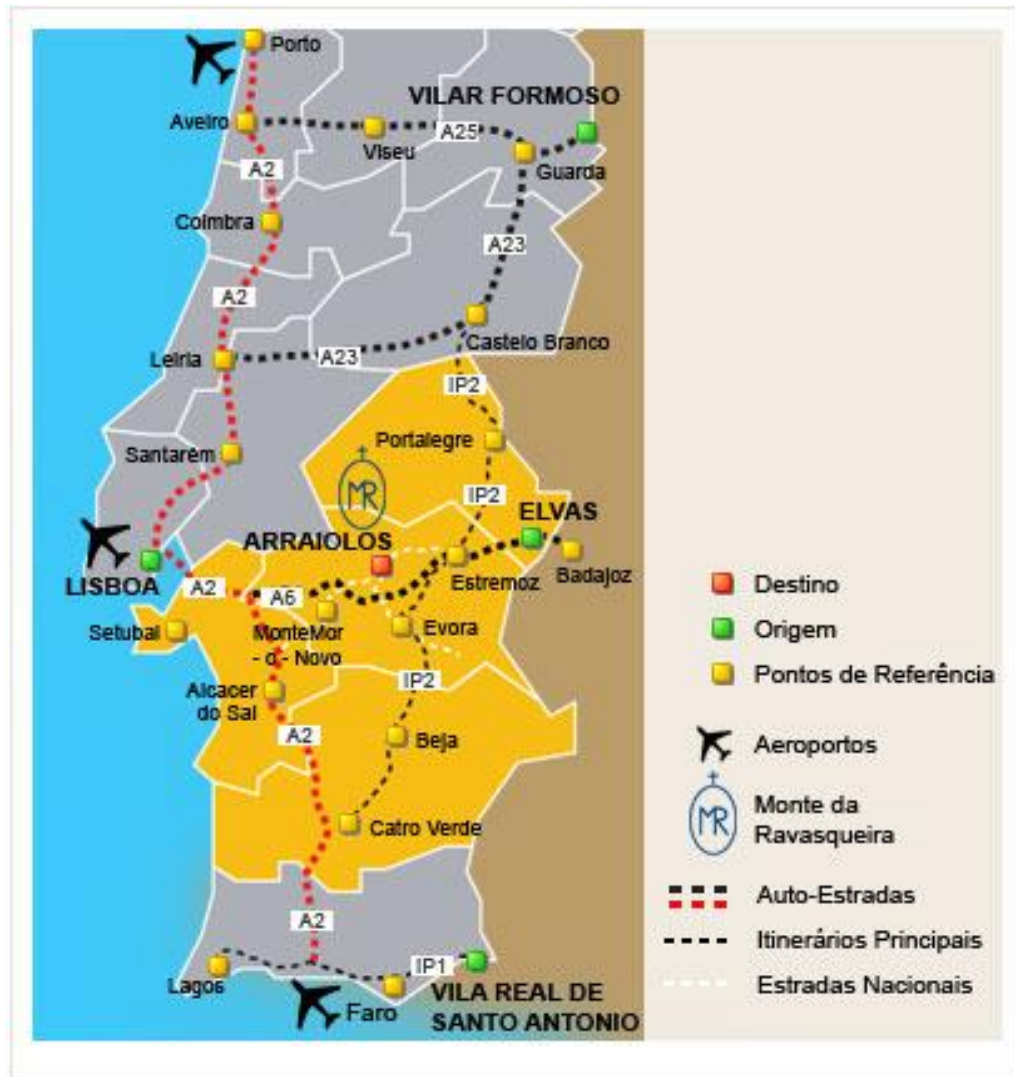 Porto
VILAR FORMOSO
Aveiro
A25
Viseu
Guarda
A2
Coimbra
A23
A2
Castelo Branco
Leiria
A23
IP2
Portalegre
Santarém
MR
IP2
ELVAS
ARRAIOLOS
Estremoz
Badajoz
LISBOA
A2
A6
Setubal
MonteMor
- o - Novo
Evora
IP2
Alcacer
do Sal
A2
Beja
Catro Verde
A2
IP1
Lagos
Faro
VILA REAL DE
SANTO ANTONIO
Destino
Origem
Pontos de Referência
Aeroportos
MR
Monte da
Ravasqueira
Auto-Estradas
Itinerários Principais
Estradas Nacionais